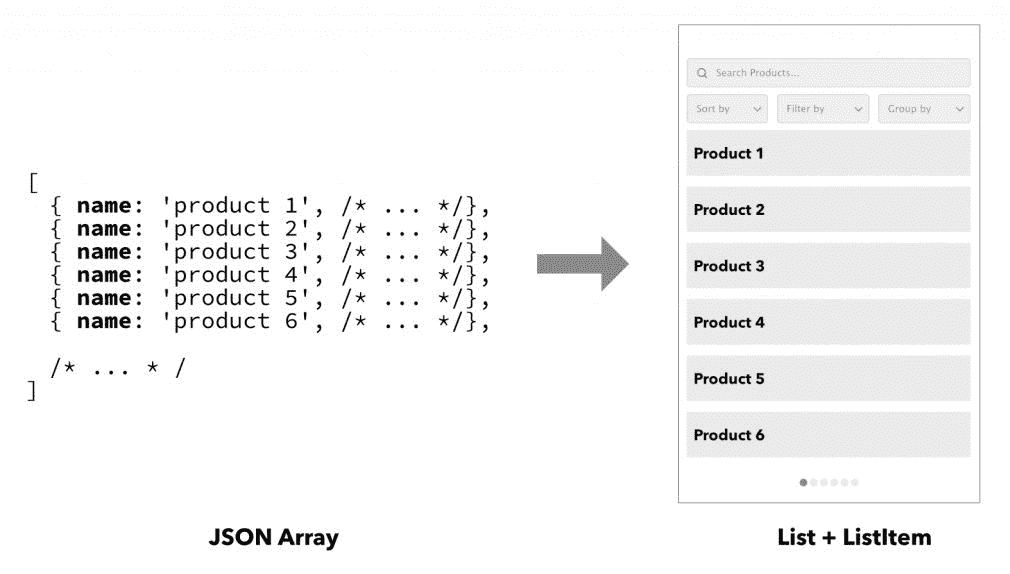 [
{ name: 'product 1', /* ... */},
{ name: 'product 2', /* ... */},
{ name: 'product 3', /* ... */},
{ name: 'product 4', /* ... */},
{ name: 'product 5', /* ... */},
{ name: 'product 6', /* ... */},
/* ... * /
]
JSON Array
Search Products...
Sort by
Filter by
Group by
Product 1
Product 2
Product 3
Product 4
Product 5
Product 6
List + ListItem